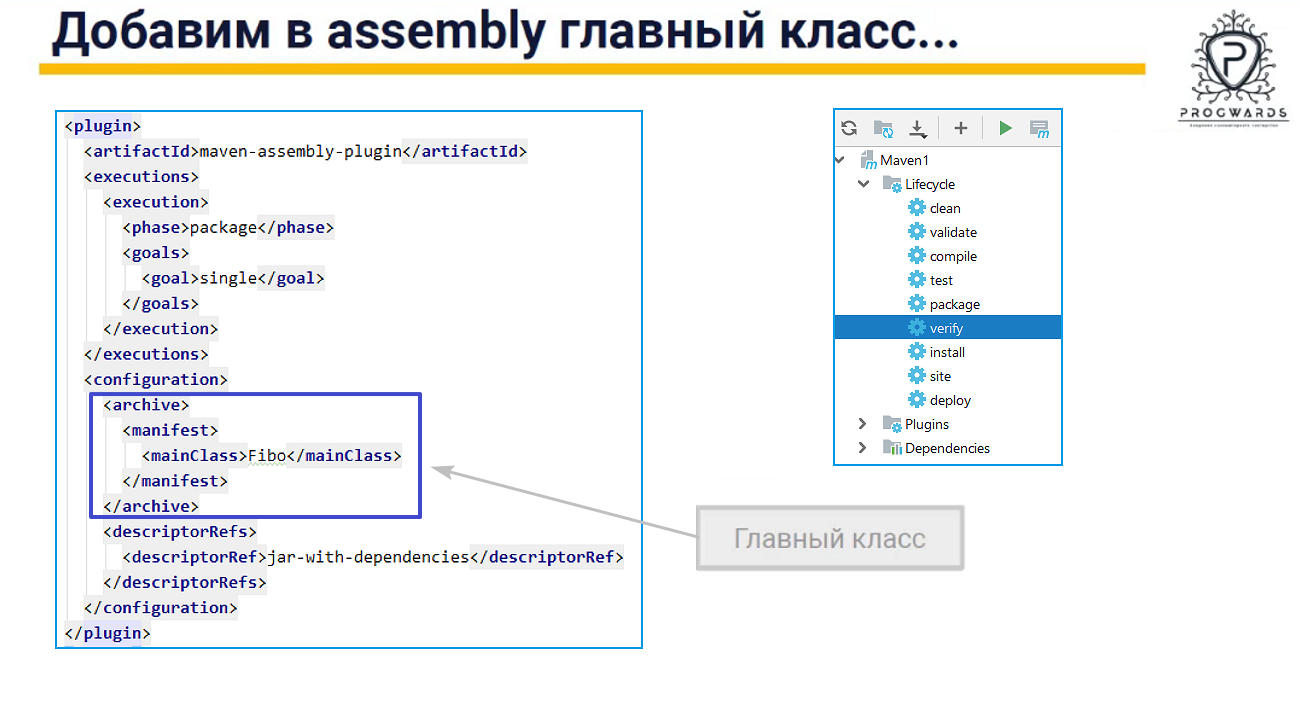 Добавим в assembly главный класс...
PROGWARDS
<plugin>
<artifactId>maven-assembly-plugin</artifactId>
<executions>
<execution>
<phase>package</phase>
<goals>
<goal>single</goal>
</goals>
</execution>
</executions>
<configuration>
<archive>
<manifest>
<mainClass>Fibo</mainClass>
</manifest>
</archive>
<descriptorRefs>
<descriptorRef>jar-with-dependencies</descriptorRef>
</descriptorRefs>
</configuration>
</plugin>
Maven1
Lifecycle
clean
validate
compile
test
package
verify
install
site
deploy
Plugins
Dependencies
Главный класс